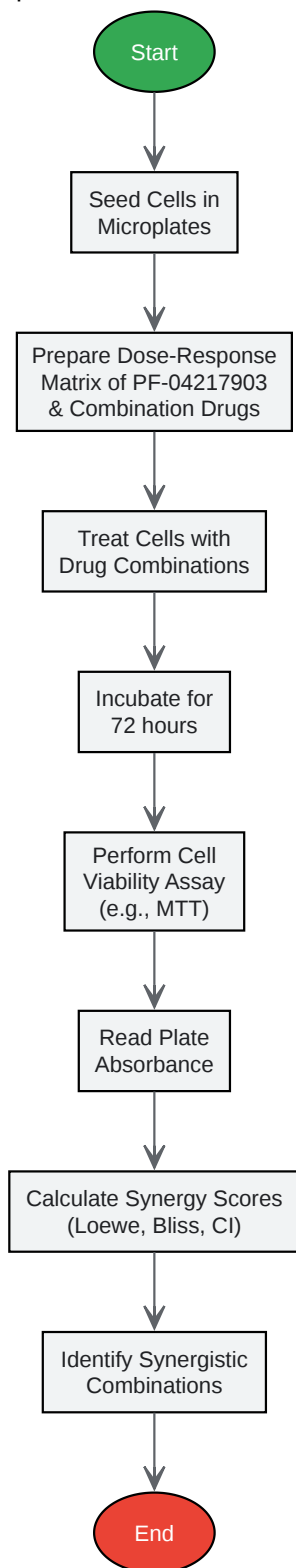 Start
Seed Cells in
Microplates
Prepare Dose-Response
Matrix of PF-04217903
& Combination Drugs
Treat Cells with
Drug Combinations
Incubate for
72 hours
Perform Cell
Viability Assay
(e.g., MTT)
Read Plate
Absorbance
Calculate Synergy Scores
(Loewe, Bliss, CI)
Identify Synergistic
Combinations
End